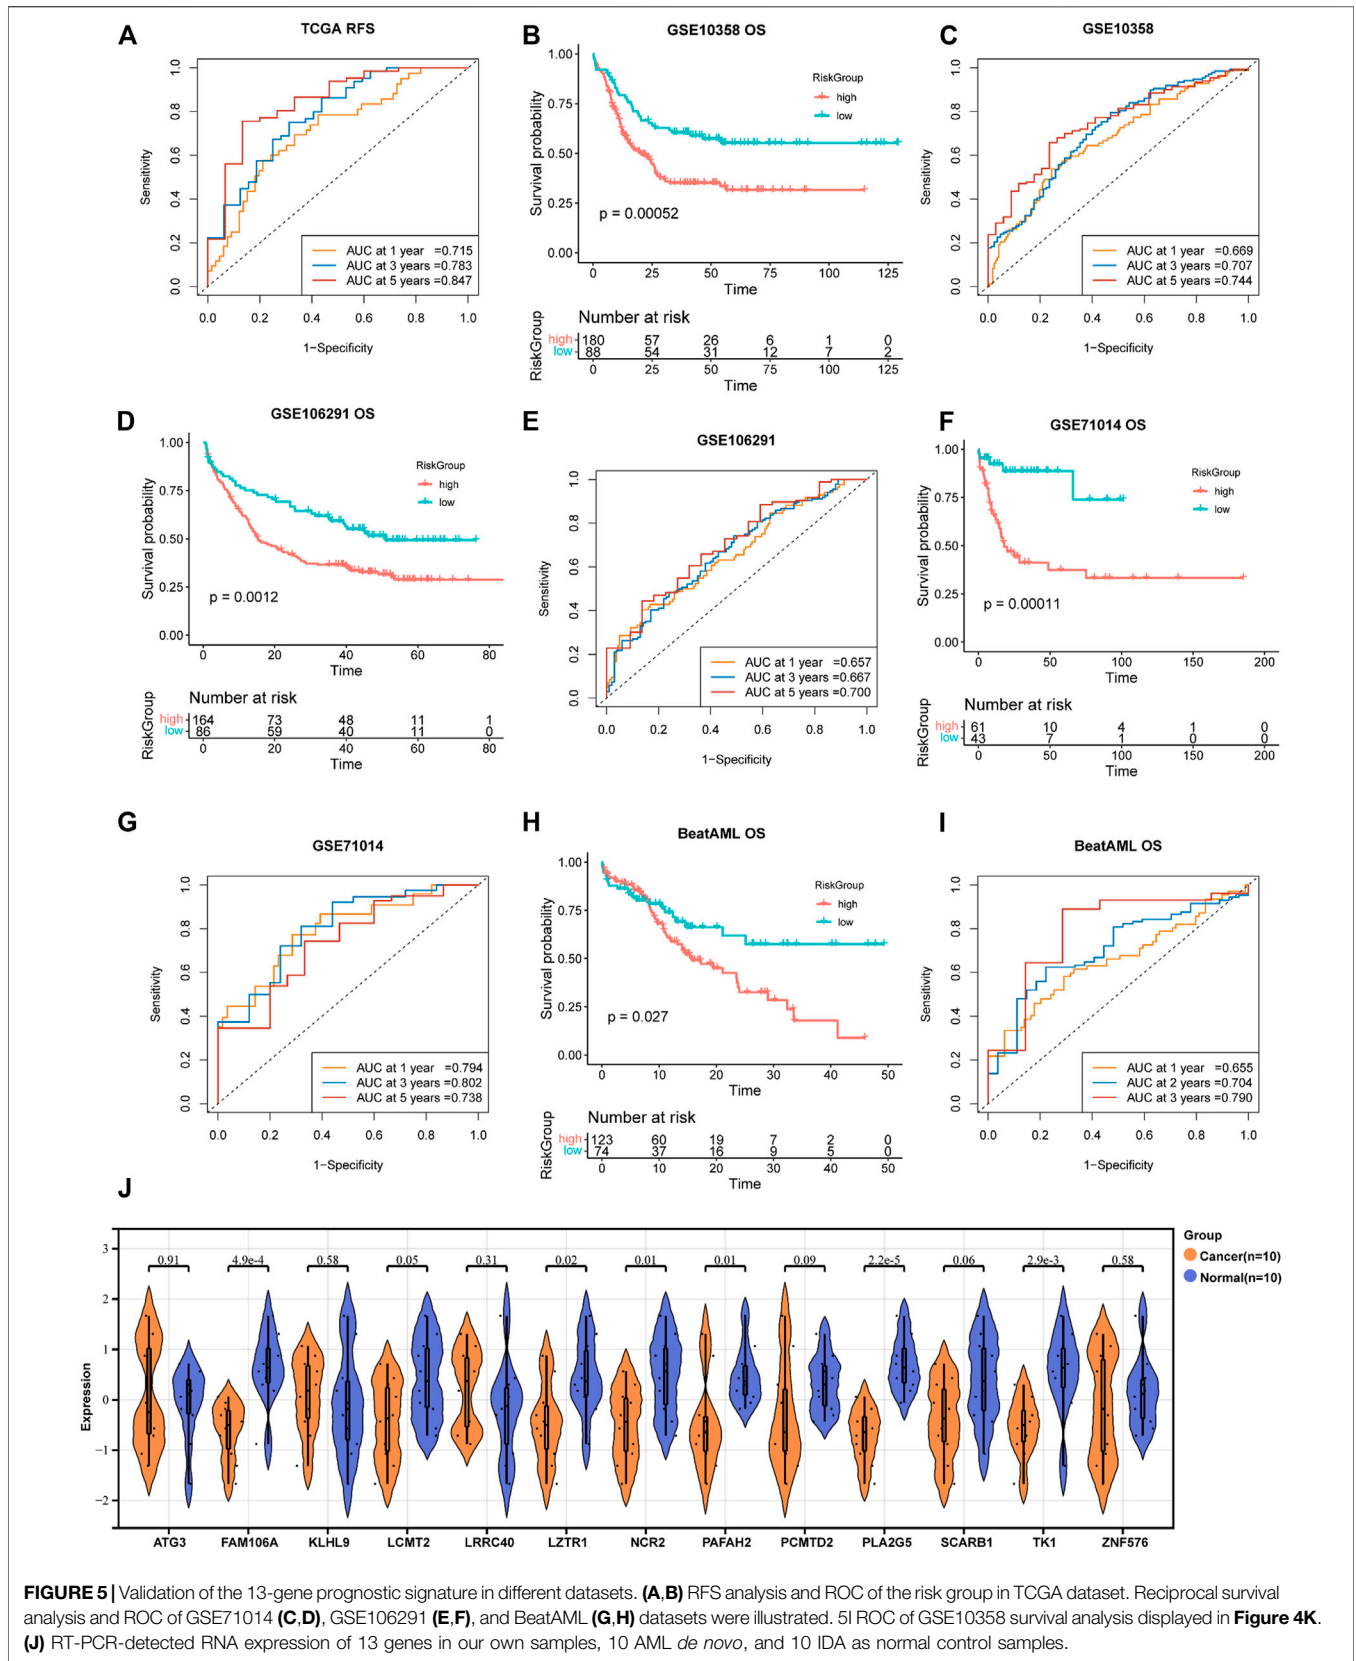 A
TCGA RFS
Sensitivity
1.0
0.8
0.6
0.4
0.2
0.0
AUC at 1 year =0.715
AUC at 3 years=0.783
AUC at 5 years=0.847
0.0 0.2 0.4 0.6 0.8 1.0
1−Specificity
B
GSE10358 OS
Survival probability
1.00
0.75
0.50
0.25
0.00
RiskGroup
high
low
p = 0.00052
0 25 50 75 100 125
Time
Number at risk
RiskGroup
high 180 57 26 6 1 0
low 88 54 31 12 7 2
0 25 50 75 100 125
Time
C
GSE10358
Sensitivity
1.0
0.8
0.6
0.4
0.2
0.0
AUC at 1 year =0.669
AUC at 3 years=0.707
AUC at 5 years=0.744
0.0 0.2 0.4 0.6 0.8 1.0
1−Specificity
D
GSE106291 OS
Survival probability
1.00
0.75
0.50
0.25
0.00
RiskGroup
high
low
p = 0.0012
0 20 40 60 80
Time
Number at risk
RiskGroup
high 164 73 48 11 1
low 86 59 40 11 0
0 20 40 60 80
Time
E
GSE106291
Sensitivity
1.0
0.8
0.6
0.4
0.2
0.0
AUC at 1 year =0.657
AUC at 3 years=0.667
AUC at 5 years=0.700
0.0 0.2 0.4 0.6 0.8 1.0
1−Specificity
F
GSE71014 OS
Survival probability
1.00
0.75
0.50
0.25
0.00
RiskGroup
high
low
p = 0.00011
0 50 100 150 200
Time
Number at risk
RiskGroup
high 61 10 4 1 0
low 43 7 1 0 0
0 50 100 150 200
Time
G
GSE71014
Sensitivity
1.0
0.8
0.6
0.4
0.2
0.0
AUC at 1 year =0.794
AUC at 3 years=0.802
AUC at 5 years=0.738
0.0 0.2 0.4 0.6 0.8 1.0
1−Specificity
H
BeatAML OS
Survival probability
1.00
0.75
0.50
0.25
0.00
RiskGroup
high
low
p = 0.027
0 10 20 30 40 50
Time
Number at risk
RiskGroup
high 123 60 19 7 2 0
low 74 37 16 9 5 0
0 10 20 30 40 50
Time
I
BeatAML OS
Sensitivity
1.0
0.8
0.6
0.4
0.2
0.0
AUC at 1 year =0.655
AUC at 2 years=0.704
AUC at 3 years=0.790
0.0 0.2 0.4 0.6 0.8 1.0
1−Specificity
J
Expression
3
2
1
0
−1
−2
0.91 4.9e-4 0.58 0.05 0.31 0.02 0.01 0.01 0.09 2.2e-5 0.06 2.9e-3 0.58
Group
Cancer(n=10)
Normal(n=10)
ATG3 FAM106A KLHL9 LCMT2 LRRC40 LZTR1 NCR2 PAFAH2 PCMTD2 PLA2G5 SCARB1 TK1 ZNF576
FIGURE 5 | Validation of the 13-gene prognostic signature in different datasets. (A,B) RFS analysis and ROC of the risk group in TCGA dataset. Reciprocal survival
analysis and ROC of GSE71014 (C,D), GSE106291 (E,F), and BeatAML (G,H) datasets were illustrated. 5I ROC of GSE10358 survival analysis displayed in Figure 4K.
(J) RT-PCR-detected RNA expression of 13 genes in our own samples, 10 AML de novo, and 10 IDA as normal control samples.